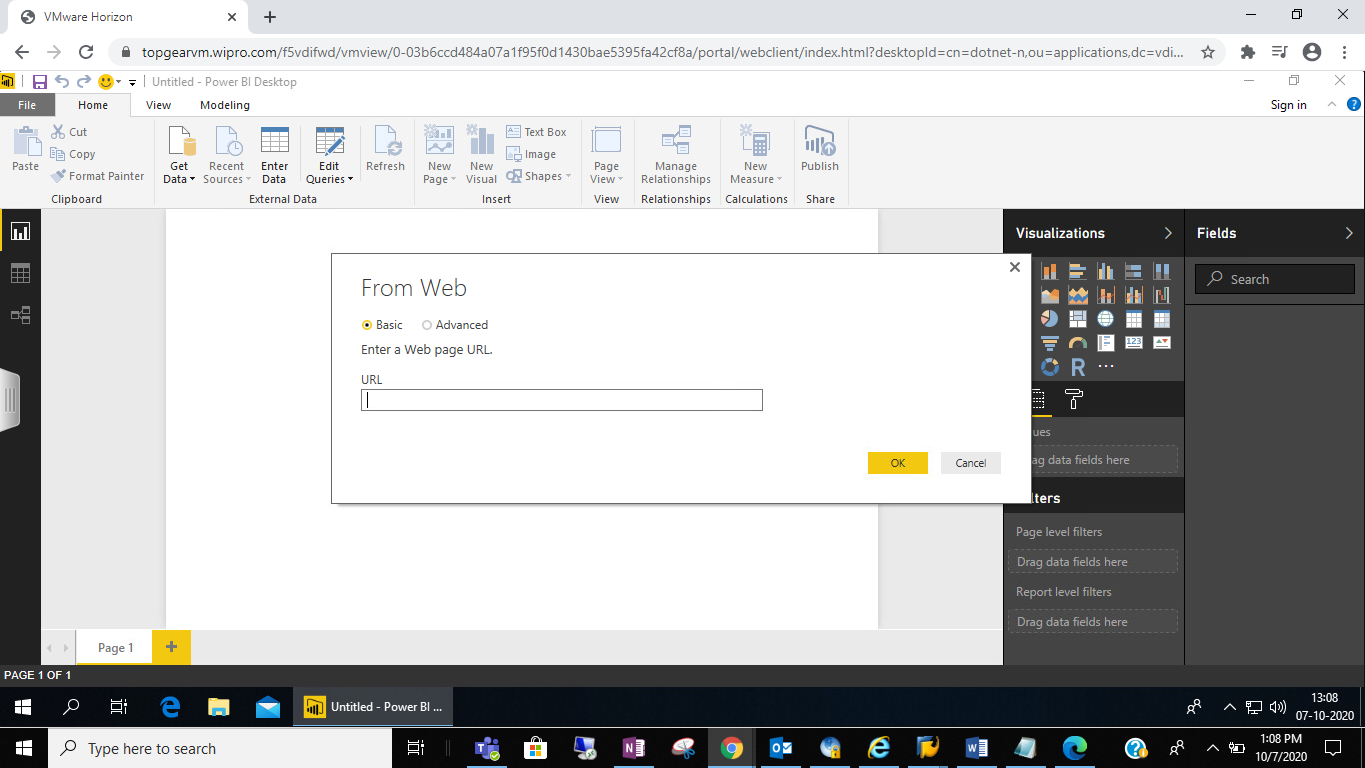 VMware Horizon
topgearvm.wipro.com/f5vdifwd/vmview/0-03b6ccd484a07a1f95f0d1430bae5395fa42cf8a/portal/webclient/index.html?desktopId=cn=dotnet-n,ou=applications,dc=vdi...
Untitled - Power BI Desktop
File Home View Modeling Sign in
Paste
Cut
Copy
Format Painter
Clipboard
Get Data
Recent Sources
Enter Data
Edit Queries
Refresh
External Data
New Page
New Visual
Text Box
Image
Shapes
Insert
Page View
View
Manage Relationships
Relationships
New Measure
Calculations
Publish
Share
From Web
Basic Advanced
Enter a Web page URL.
URL
OK Cancel
Visualizations
R
123
ues
ag data fields here
lters
Page level filters
Drag data fields here
Report level filters
Drag data fields here
Fields
Search
Page 1
PAGE 1 OF 1
Untitled - Power BI ...
13:08
07-10-2020
Type here to search
1:08 PM
10/7/2020